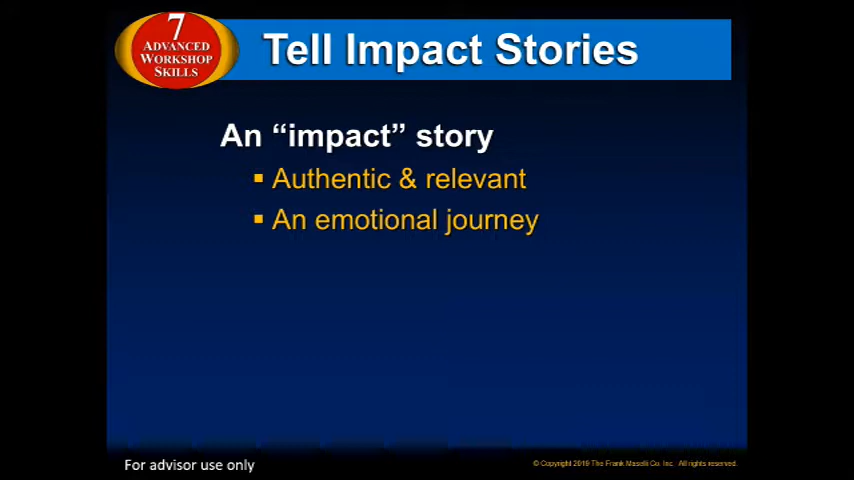 7
ADVANCED
WORKSHOP
SKILLS
Tell Impact Stories
An “impact” story
▪ Authentic & relevant
▪ An emotional journey
For advisor use only
© Copyright 2019 The Frank Maselli Co. Inc. All rights reserved.